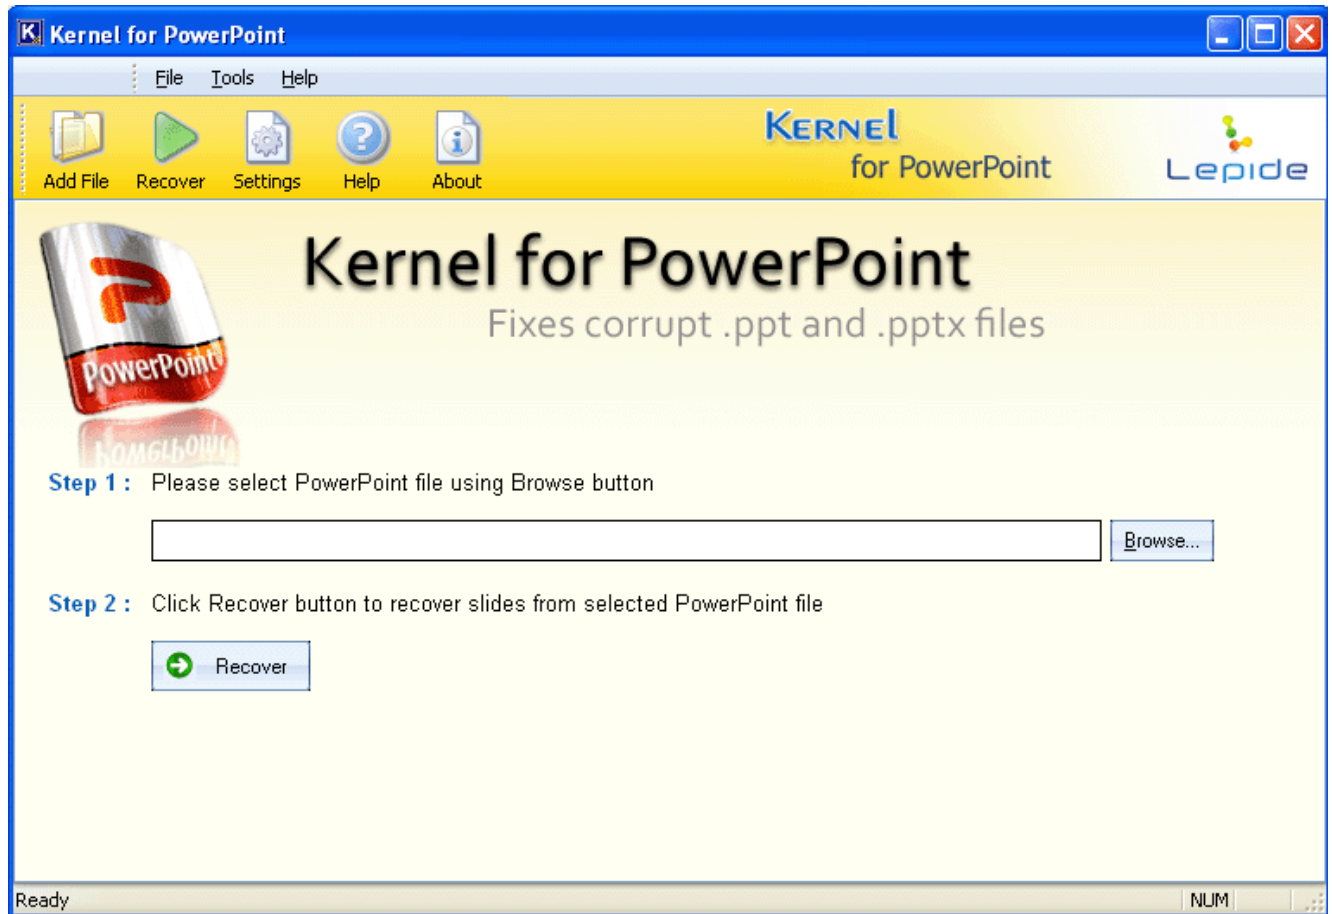 Kernel for PowerPoint
File Tools Help
Add File Recover Settings Help About
KERNEL
for PowerPoint
Lepide
Kernel for PowerPoint
Fixes corrupt .ppt and .pptx files
PowerPoint
Step 1 : Please select PowerPoint file using Browse button
Browse...
Step 2 : Click Recover button to recover slides from selected PowerPoint file
Recover
Ready NUM